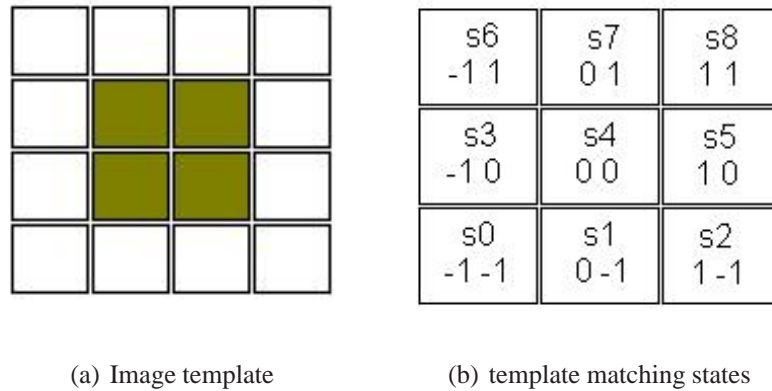 s6 s7 s8
-1 1 0 1 1 1
s3 s4 s5
-1 0 0 0 1 0
s0 s1 s2
-1 -1 0 -1 1 -1
(a) Image template
(b) template matching states